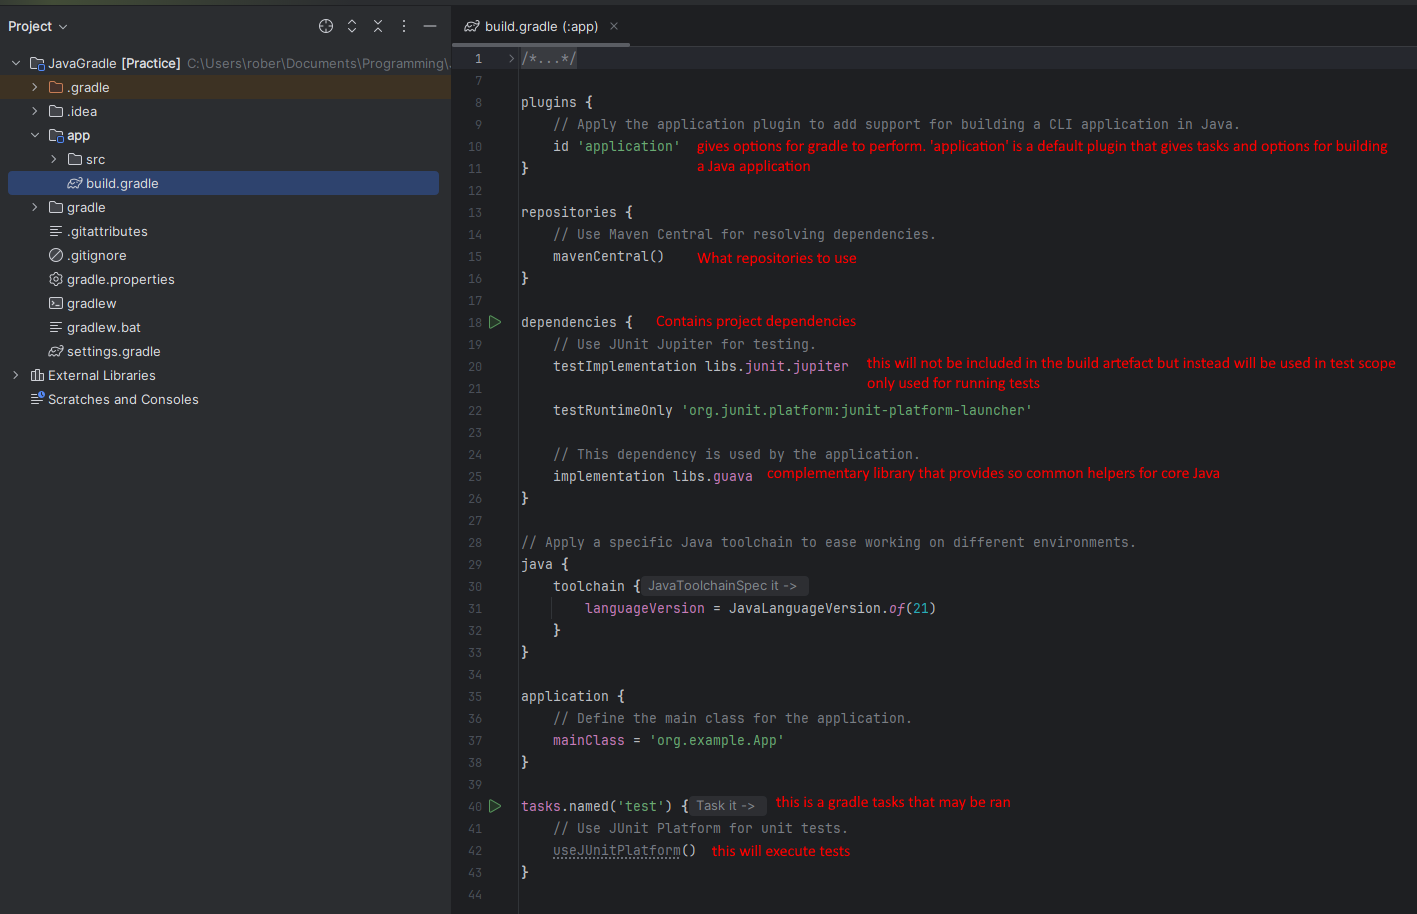 Project
JavaGradle [Practice] C:\Users\rober\Documents\Programming\
.gradle
.idea
app
src
build.gradle
gradle
.gitattributes
.gitignore
gradle.properties
gradlew
gradlew.bat
settings.gradle
External Libraries
Scratches and Consoles
build.gradle (:app)
1 /*...*/
7
8 plugins {
9 // Apply the application plugin to add support for building a CLI application in Java.
10 id 'application' gives options for gradle to perform. 'application' is a default plugin that gives tasks and options for building
a Java application
11 }
12
13 repositories {
14 // Use Maven Central for resolving dependencies.
15 mavenCentral() What repositories to use
16 }
17
18 dependencies { Contains project dependencies
19 // Use JUnit Jupiter for testing.
20 testImplementation libs.junit.jupiter this will not be included in the build artefact but instead will be used in test scope
only used for running tests
21
22 testRuntimeOnly 'org.junit.platform:junit-platform-launcher'
23
24 // This dependency is used by the application.
25 implementation libs.guava complementary library that provides so common helpers for core Java
26 }
27
28 // Apply a specific Java toolchain to ease working on different environments.
29 java {
30 toolchain { JavaToolchainSpec it ->
31 languageVersion = JavaLanguageVersion.of(21)
32 }
33 }
34
35 application {
36 // Define the main class for the application.
37 mainClass = 'org.example.App'
38 }
39
40 tasks.named('test') { Task it -> this is a gradle tasks that may be ran
41 // Use JUnit Platform for unit tests.
42 useJUnitPlatform() this will execute tests
43 }
44